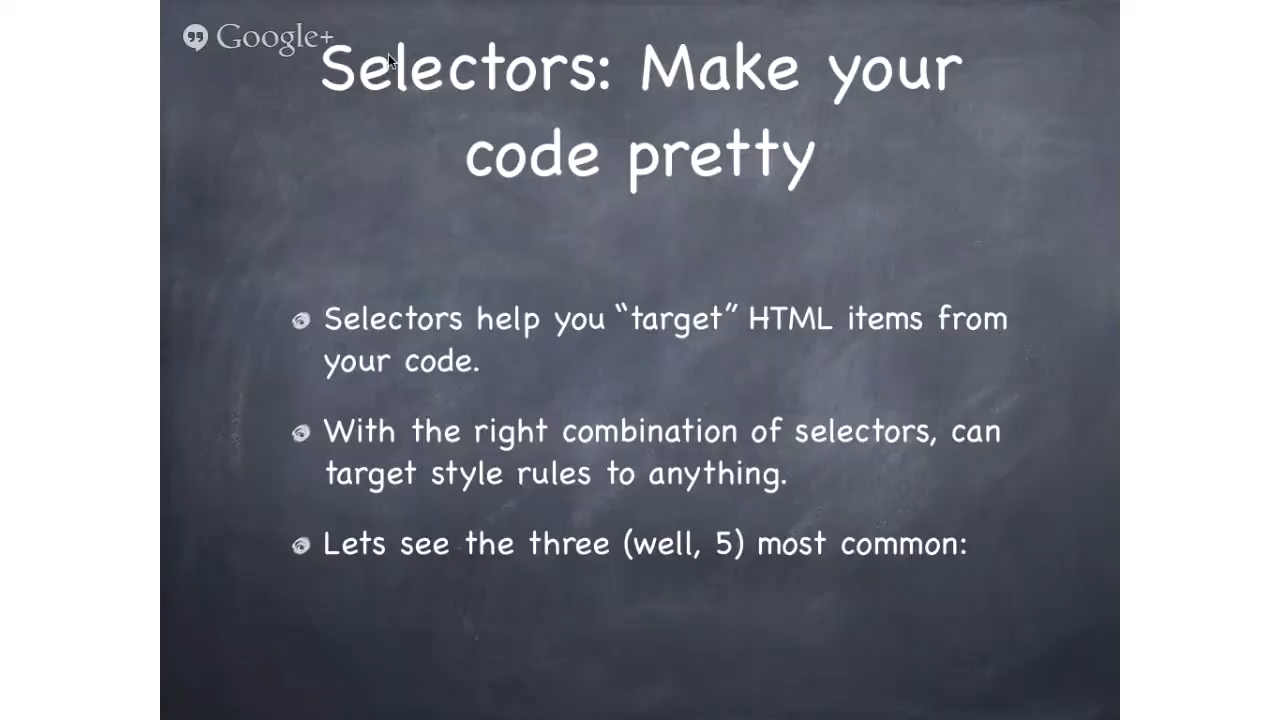 Google+
Selectors: Make your
code pretty
Selectors help you “target” HTML items from
your code.
With the right combination of selectors, can
target style rules to anything.
Lets see the three (well, 5) most common: